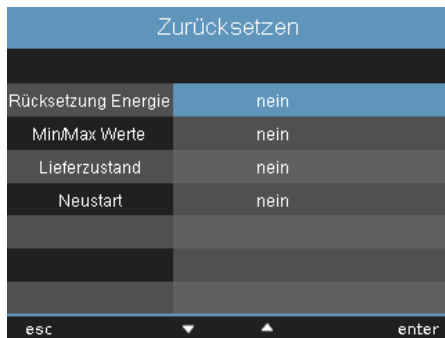 Zurücksetzen
Rücksetzung Energie nein
Min/Max Werte nein
Lieferzustand nein
Neustart nein
esc enter